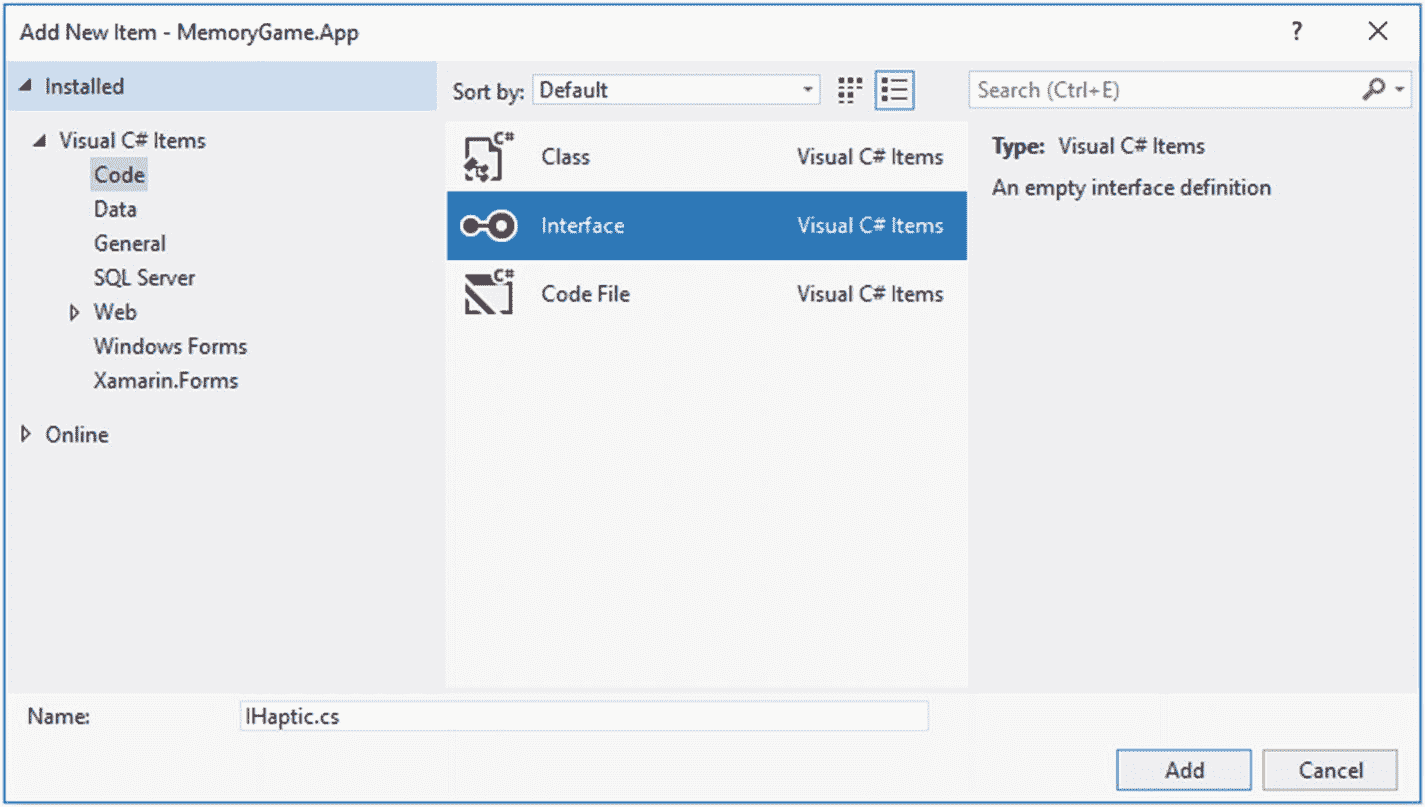 Add New Item - MemoryGame.App
?
Installed
Sort by: Default
Search (Ctrl+E)
Visual C# Items
Code
Data
General
SQL Server
Web
Windows Forms
Xamarin.Forms
Online
C# Class Visual C# Items
Interface Visual C# Items
C# Code File Visual C# Items
Type: Visual C# Items
An empty interface definition
Name: IHaptic.cs
Add Cancel